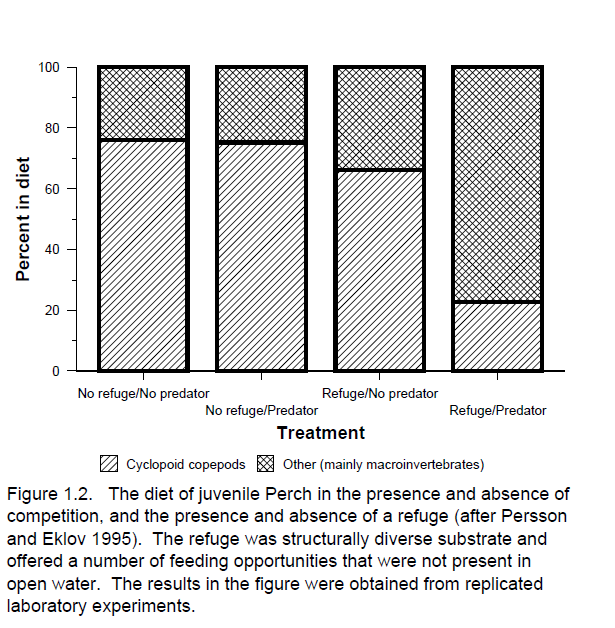 100
80
60
40
20
0
Percent in diet
No refuge/No predator
No refuge/Predator
Refuge/No predator
Refuge/Predator
Treatment
Cyclopoid copepods
Other (mainly macroinvertebrates)
Figure 1.2. The diet of juvenile Perch in the presence and absence of
competition, and the presence and absence of a refuge (after Persson
and Eklov 1995). The refuge was structurally diverse substrate and
offered a number of feeding opportunities that were not present in
open water. The results in the figure were obtained from replicated
laboratory experiments.